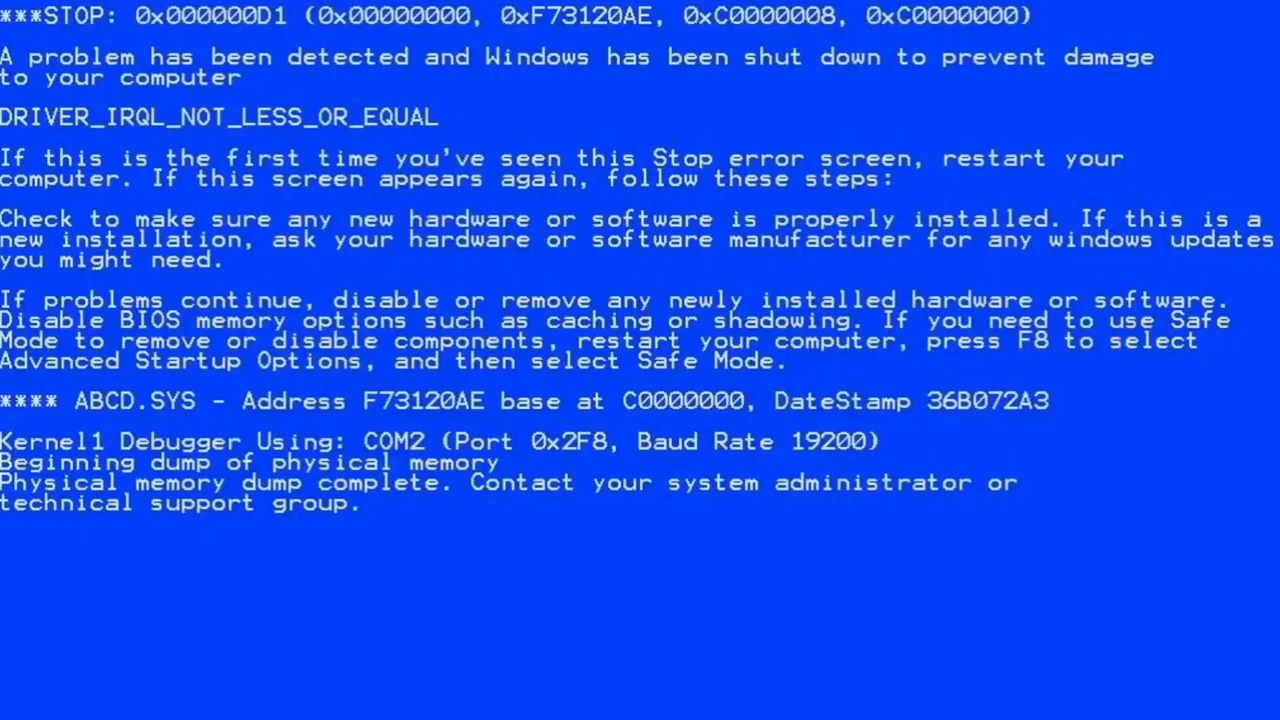 ***STOP: 0x000000D1 (0x00000000, 0xF73120AE, 0xC0000008, 0xC0000000)
A problem has been detected and Windows has been shut down to prevent damage
to your computer
DRIVER_IRQL_NOT_LESS_OR_EQUAL
If this is the first time you've seen this Stop error screen, restart your
computer. If this screen appears again, follow these steps:
Check to make sure any new hardware or software is properly installed. If this is a
new installation, ask your hardware or software manufacturer for any windows updates
you might need.
If problems continue, disable or remove any newly installed hardware or software.
Disable BIOS memory options such as caching or shadowing. If you need to use Safe
Mode to remove or disable components, restart your computer, press F8 to select
Advanced Startup Options, and then select Safe Mode.
**** ABCD.SYS - Address F73120AE base at C0000000, DateStamp 36B072A3
Kernel1 Debugger Using: COM2 (Port 0x2F8, Baud Rate 19200)
Beginning dump of physical memory
Physical memory dump complete. Contact your system administrator or
technical support group.